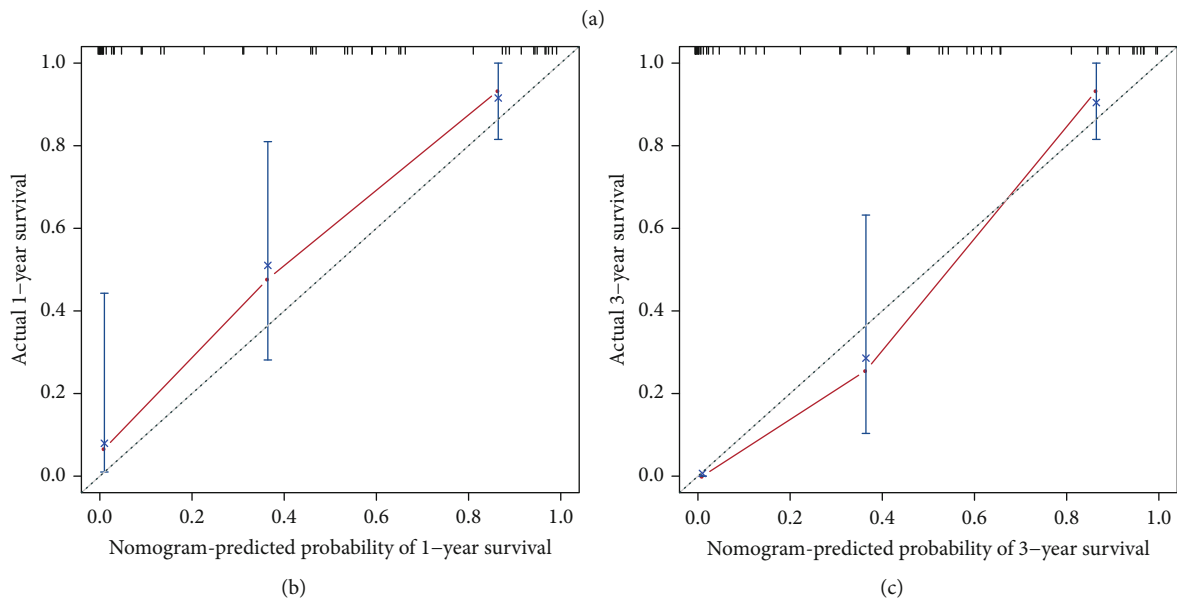 (a)
1.0
0.8
0.6
0.4
0.2
0.0
Actual 1−year survival
0.0 0.2 0.4 0.6 0.8 1.0
Nomogram-predicted probability of 1−year survival
(b)
1.0
0.8
0.6
0.4
0.2
0.0
Actual 3−year survival
0.0 0.2 0.4 0.6 0.8 1.0
Nomogram-predicted probability of 3−year survival
(c)